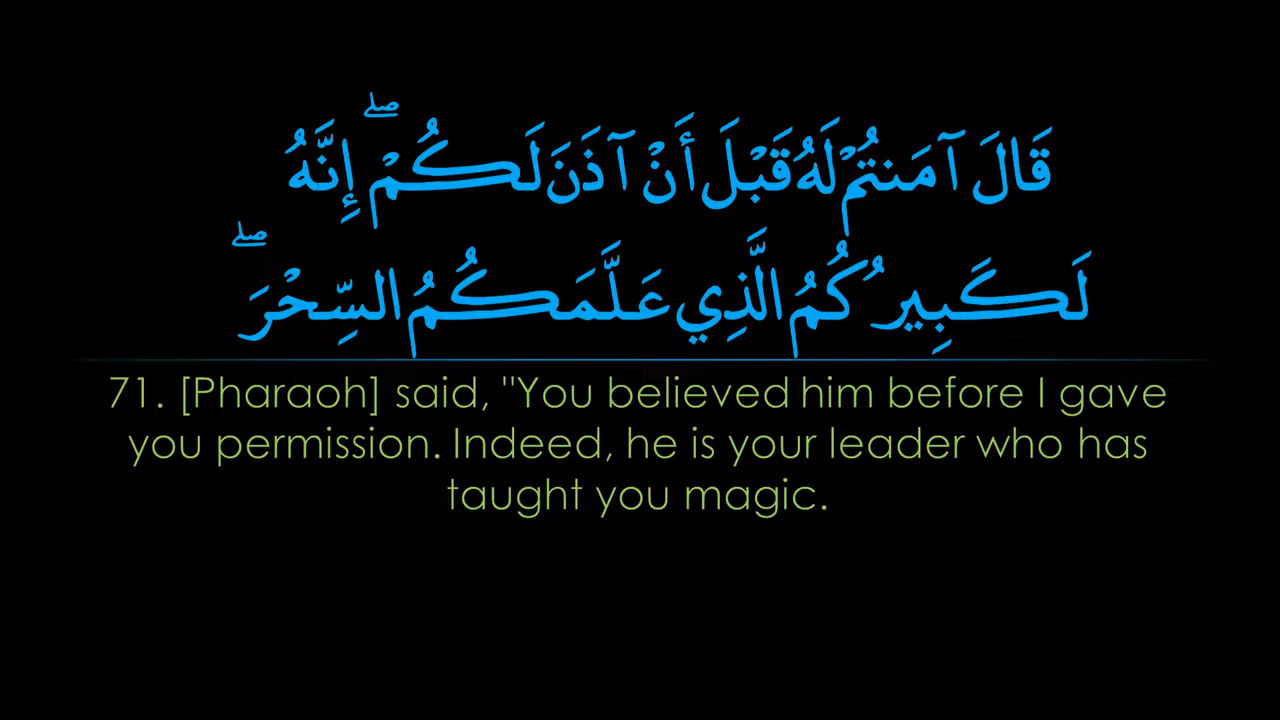 قَالَ آمَنتُمْ لَهُ قَبْلَ أَنْ آذَنَ لَكُمْ ۖ إِنَّهُ
لَكَبِيرُكُمُ الَّذِي عَلَّمَكُمُ السِّحْرَ ۖ
71. [Pharaoh] said, "You believed him before I gave
you permission. Indeed, he is your leader who has
taught you magic.